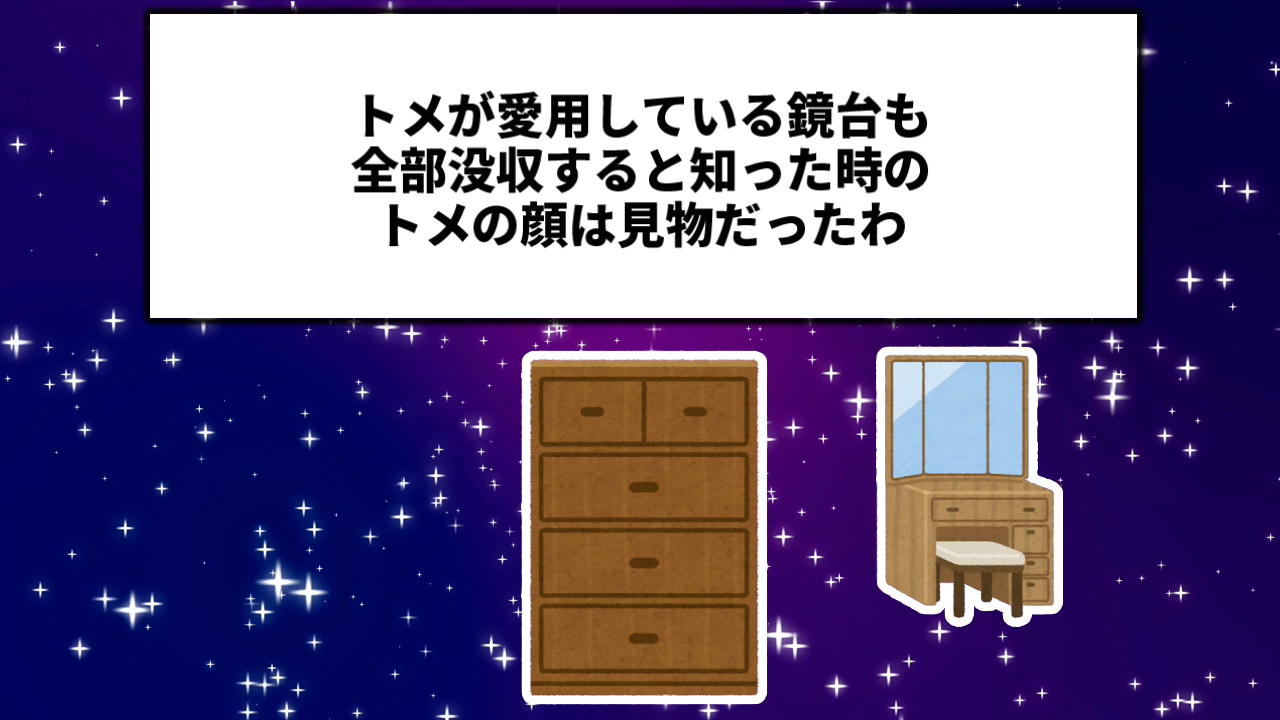 トメが愛用している鏡台も
全部没収すると知った時の
トメの顔は見物だったわ